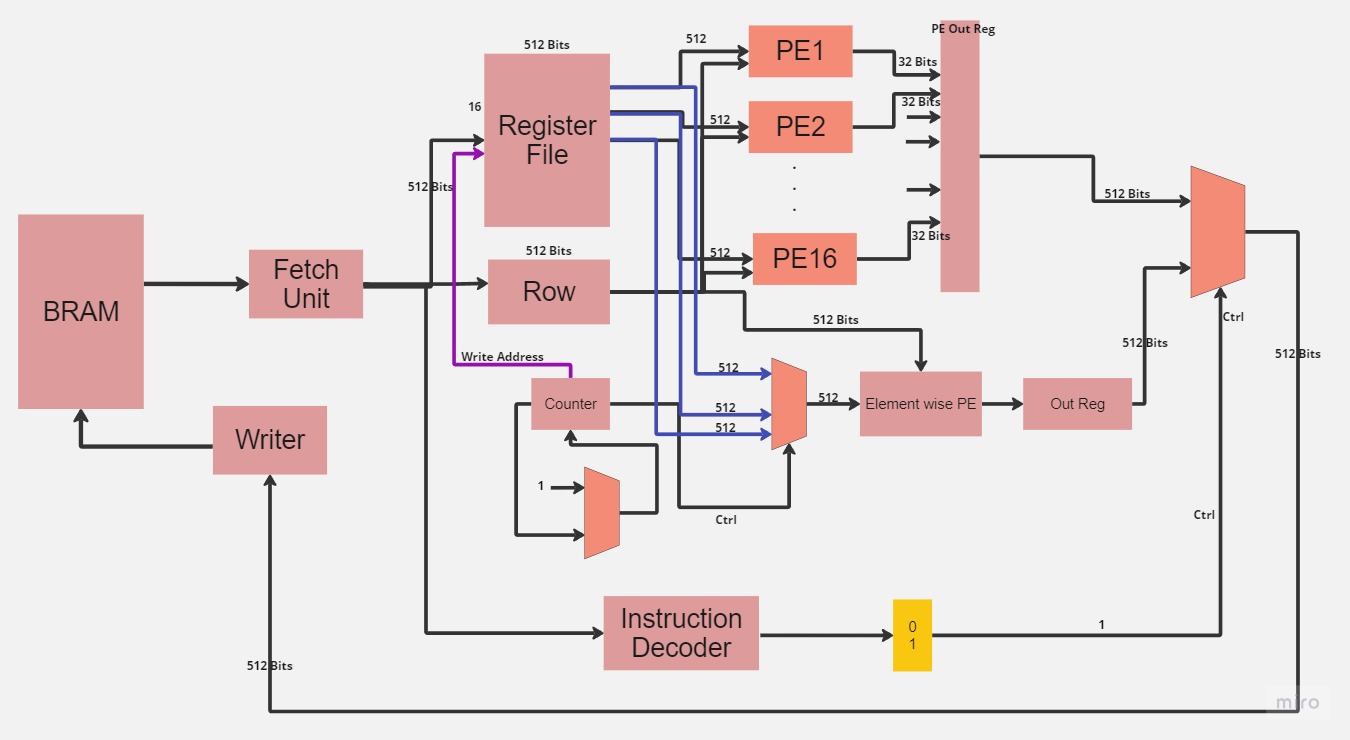 PE Out Reg
512 Bits
512
PE1
32 Bits
16
Register
File
512
PE2
32 Bits
.
.
.
512 Bits
512 Bits
512
PE16
32 Bits
512 Bits
BRAM
Fetch
Unit
512 Bits
Row
512 Bits
Ctrl
512 Bits
512 Bits
Write Address
512
Counter
512
512
512
Element wise PE
Out Reg
Writer
1
Ctrl
Ctrl
Instruction
Decoder
0
1
1
512 Bits
miro